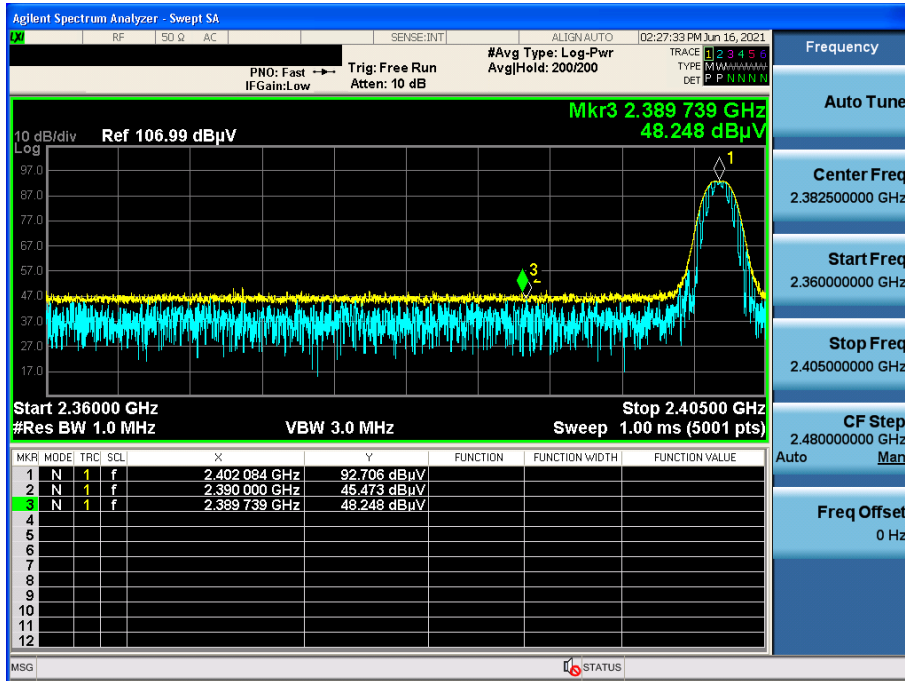 Agilent Spectrum Analyzer - Swept SA
LXI RF 50 Ω AC SENSE:INT ALIGN AUTO 02:27:33 PM Jun 16, 2021
PNO: Fast Trig: Free Run #Avg Type: Log-Pwr TRACE 1 2 3 4 5 6
IFGain:Low Atten: 10 dB Avg|Hold: 200/200 TYPE M W W W W W
DET P P N N N N
Mkr3 2.389 739 GHz
48.248 dBµV
10 dB/div Ref 106.99 dBµV
Log
97.0
87.0
77.0
67.0
57.0
47.0
37.0
27.0
17.0
1
3
2
Start 2.36000 GHz Stop 2.40500 GHz
#Res BW 1.0 MHz VBW 3.0 MHz Sweep 1.00 ms (5001 pts)
MKR MODE TRC SCL X Y FUNCTION FUNCTION WIDTH FUNCTION VALUE
1 N 1 f 2.402 084 GHz 92.706 dBµV
2 N 1 f 2.390 000 GHz 45.473 dBµV
3 N 1 f 2.389 739 GHz 48.248 dBµV
4
5
6
7
8
9
10
11
12
MSG STATUS
Frequency
Auto Tune
Center Freq
2.382500000 GHz
Start Freq
2.360000000 GHz
Stop Freq
2.405000000 GHz
CF Step
2.480000000 GHz
Auto Man
Freq Offset
0 Hz